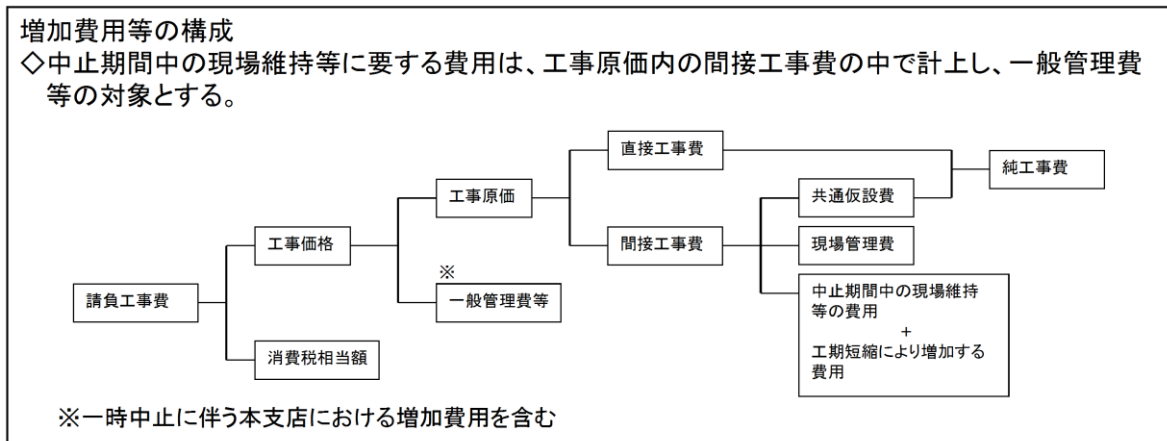 増加費用等の構成
◇中止期間中の現場維持等に要する費用は、工事原価内の間接工事費の中で計上し、一般管理費
等の対象とする。
直接工事費
純工事費
工事原価
共通仮設費
工事価格
間接工事費
現場管理費
※
請負工事費
一般管理費等
中止期間中の現場維持
等の費用
+
工期短縮により増加する
費用
消費税相当額
※一時中止に伴う本支店における増加費用を含む